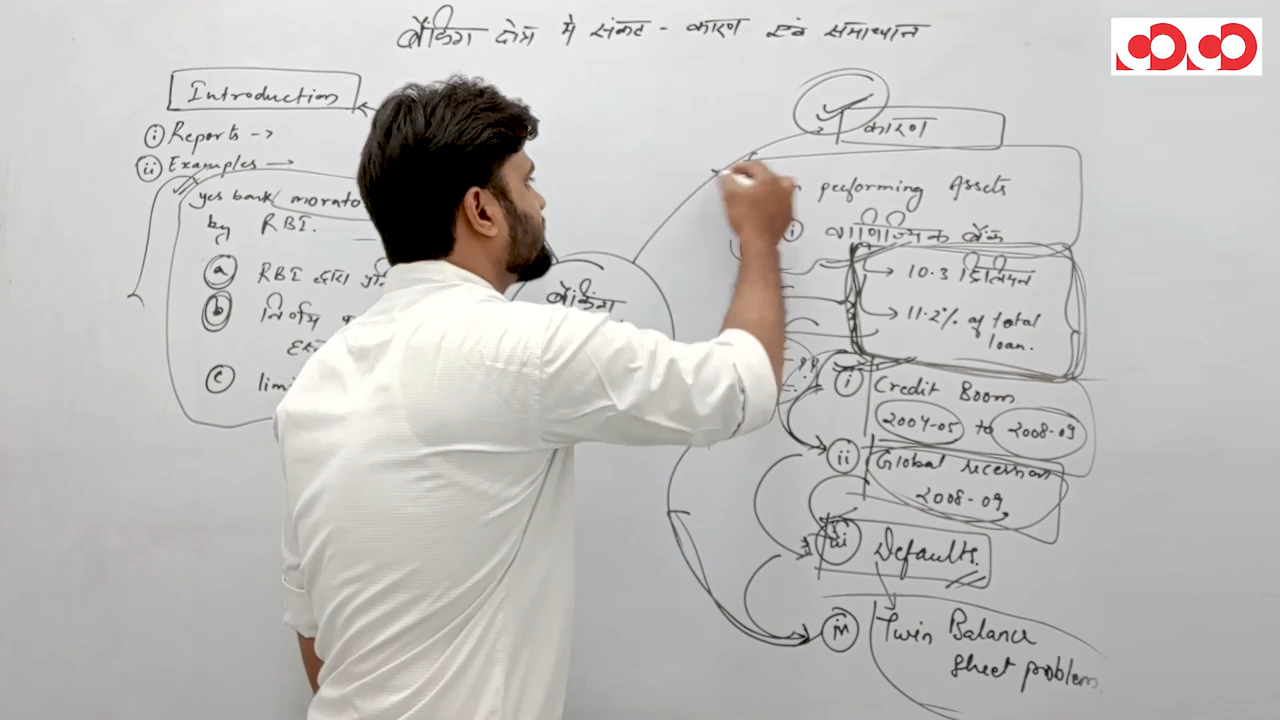 बैंकिंग क्षेत्र में संकट - कारण एवं समाधान
Introduction
(i) Reports ->
(ii) Examples ->
yes bank ( morato
by RBI.
(a) RBI द्वारा
(b)
(c) limi
बैंकिंग
कारण
performing Assets
(i) वाणिज्यिक बैंक
→ 10.3 ट्रिलियन
→ 11.2% of total
loan.
(i) Credit Boom
2004-05 to 2008-09
(ii) Global recession
2008-09
(iii) Defaults.
(iv) Twin Balance
sheet problem